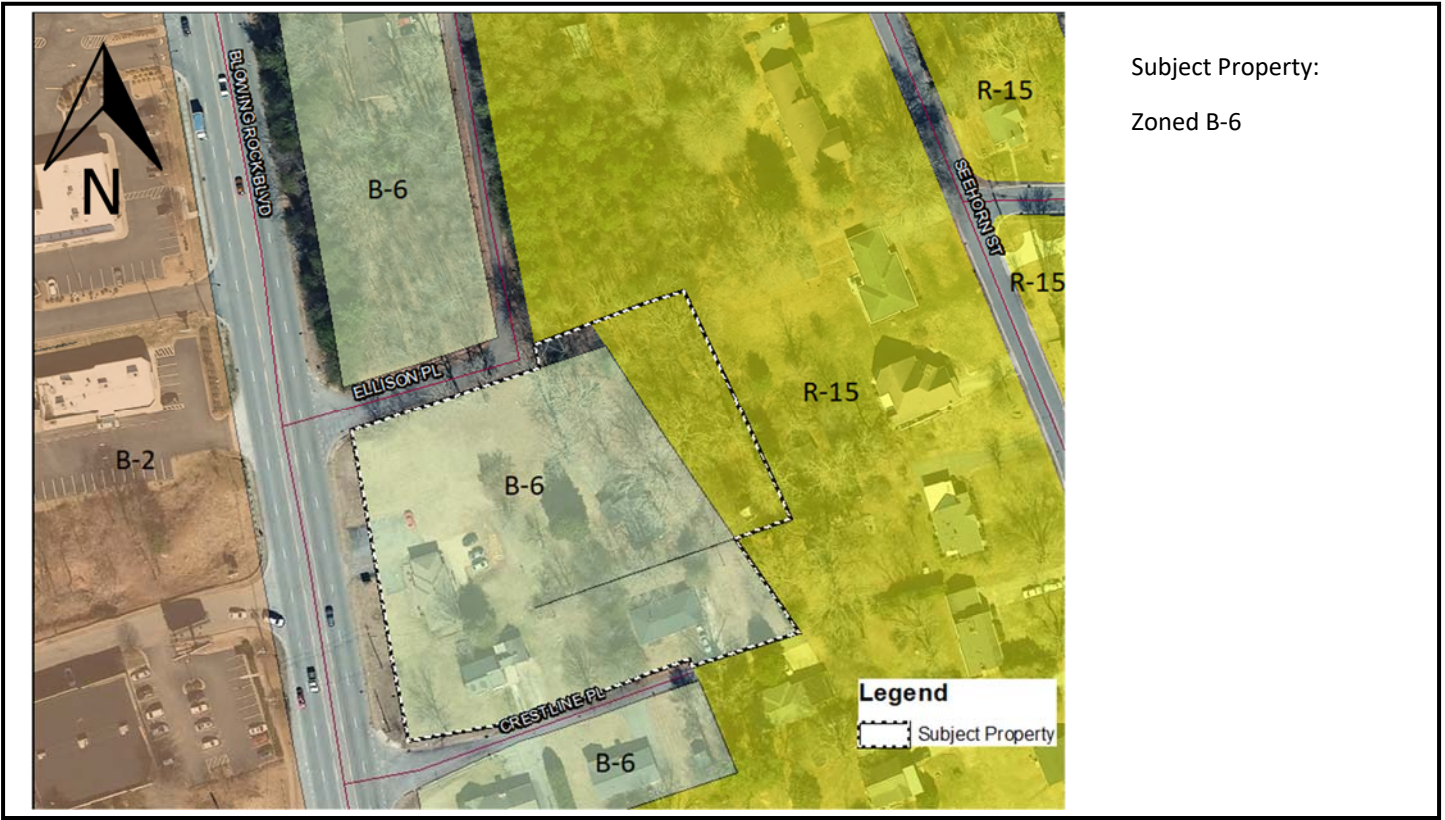 Subject Property:
Zoned B-6
N
BLOWING ROCK BLVD
B-6
R-15
SEEHORN ST
R-15
ELLISON PL
R-15
B-2
B-6
CRESTLINE PL
B-6
Legend
Subject Property